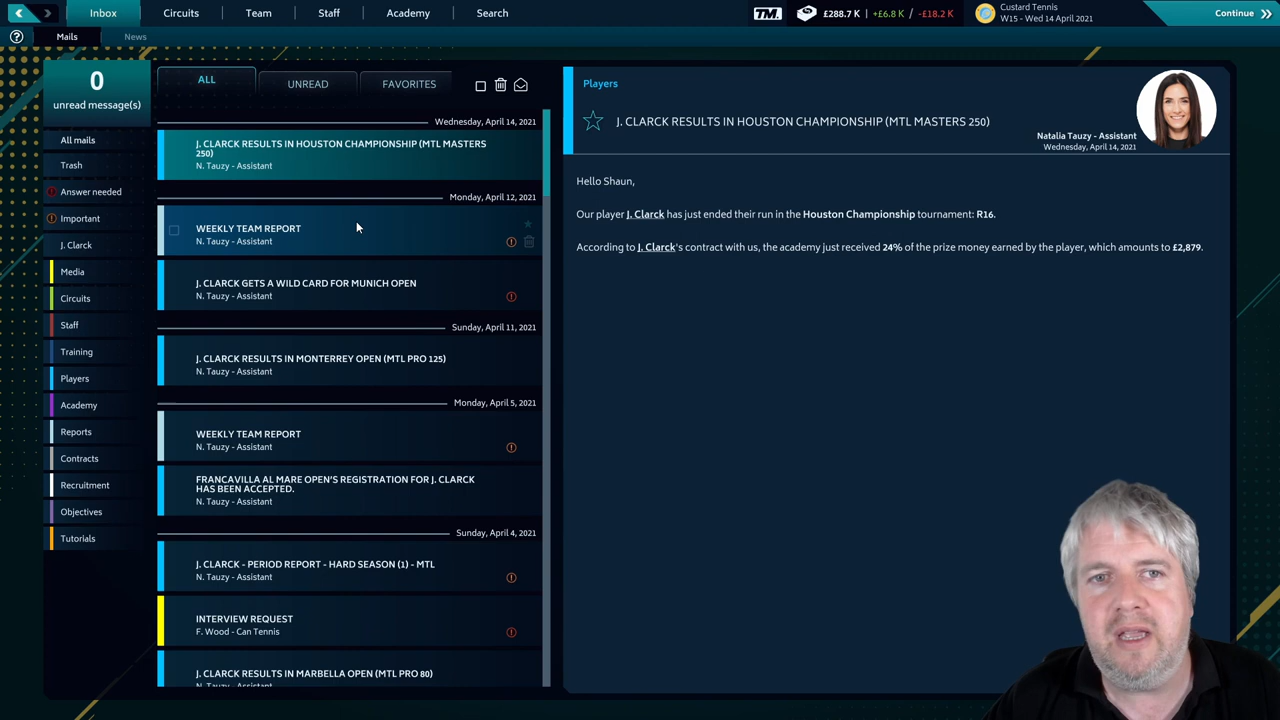 Inbox
Circuits
Team
Staff
Academy
Search
TM.
£288.7 K
+£6.8 K / -£18.2 K
Custard Tennis
W15 - Wed 14 April 2021
Continue
?
Mails
News
0
unread message(s)
All mails
Trash
Answer needed
Important
J. Clarck
Media
Circuits
Staff
Training
Players
Academy
Reports
Contracts
Recruitment
Objectives
Tutorials
ALL
UNREAD
FAVORITES
Wednesday, April 14, 2021
J. CLARCK RESULTS IN HOUSTON CHAMPIONSHIP (MTL MASTERS
250)
N. Tauzy - Assistant
Monday, April 12, 2021
WEEKLY TEAM REPORT
N. Tauzy - Assistant
J. CLARCK GETS A WILD CARD FOR MUNICH OPEN
N. Tauzy - Assistant
Sunday, April 11, 2021
J. CLARCK RESULTS IN MONTERREY OPEN (MTL PRO 125)
N. Tauzy - Assistant
Monday, April 5, 2021
WEEKLY TEAM REPORT
N. Tauzy - Assistant
FRANCAVILLA AL MARE OPEN'S REGISTRATION FOR J. CLARCK
HAS BEEN ACCEPTED.
N. Tauzy - Assistant
Sunday, April 4, 2021
J. CLARCK - PERIOD REPORT - HARD SEASON (1) - MTL
N. Tauzy - Assistant
INTERVIEW REQUEST
F. Wood - Can Tennis
J. CLARCK RESULTS IN MARBELLA OPEN (MTL PRO 80)
N. Tauzy - Assistant
Players
J. CLARCK RESULTS IN HOUSTON CHAMPIONSHIP (MTL MASTERS 250)
Natalia Tauzy - Assistant
Wednesday, April 14, 2021
Hello Shaun,
Our player J. Clarck has just ended their run in the Houston Championship tournament: R16.
According to J. Clarck's contract with us, the academy just received 24% of the prize money earned by the player, which amounts to £2,879.